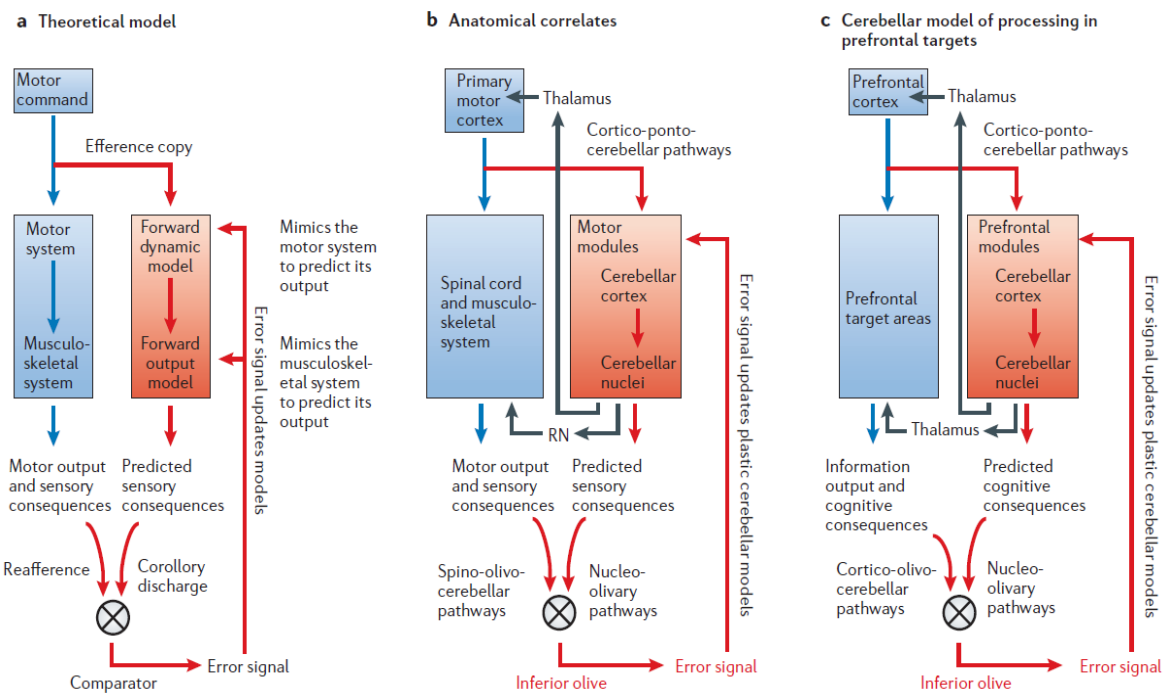 a Theoretical model
Motor
command
Efference copy
Motor
system
Musculo-
skeletal
system
Forward
dynamic
model
Forward
output
model
Mimics the
motor system
to predict its
output
Mimics the
musculoskel-
etal system
to predict its
output
Error signal updates models
Motor output
and sensory
consequences
Predicted
sensory
consequences
Reafference
Corollory
discharge
Error signal
Comparator
b Anatomical correlates
Primary
motor
cortex
Thalamus
Cortico-ponto-
cerebellar pathways
Spinal cord
and musculo-
skeletal
system
Motor
modules
Cerebellar
cortex
Cerebellar
nuclei
RN
Error signal updates plastic cerebellar models
Motor output
and sensory
consequences
Predicted
sensory
consequences
Spino-olivo-
cerebellar
pathways
Nucleo-
olivary
pathways
Error signal
Inferior olive
c Cerebellar model of processing in
prefrontal targets
Prefrontal
cortex
Thalamus
Cortico-ponto-
cerebellar pathways
Prefrontal
target areas
Prefrontal
modules
Cerebellar
cortex
Cerebellar
nuclei
Thalamus
Error signal updates plastic cerebellar models
Information
output and
cognitive
consequences
Predicted
cognitive
consequences
Cortico-olivo-
cerebellar
pathways
Nucleo-
olivary
pathways
Error signal
Inferior olive